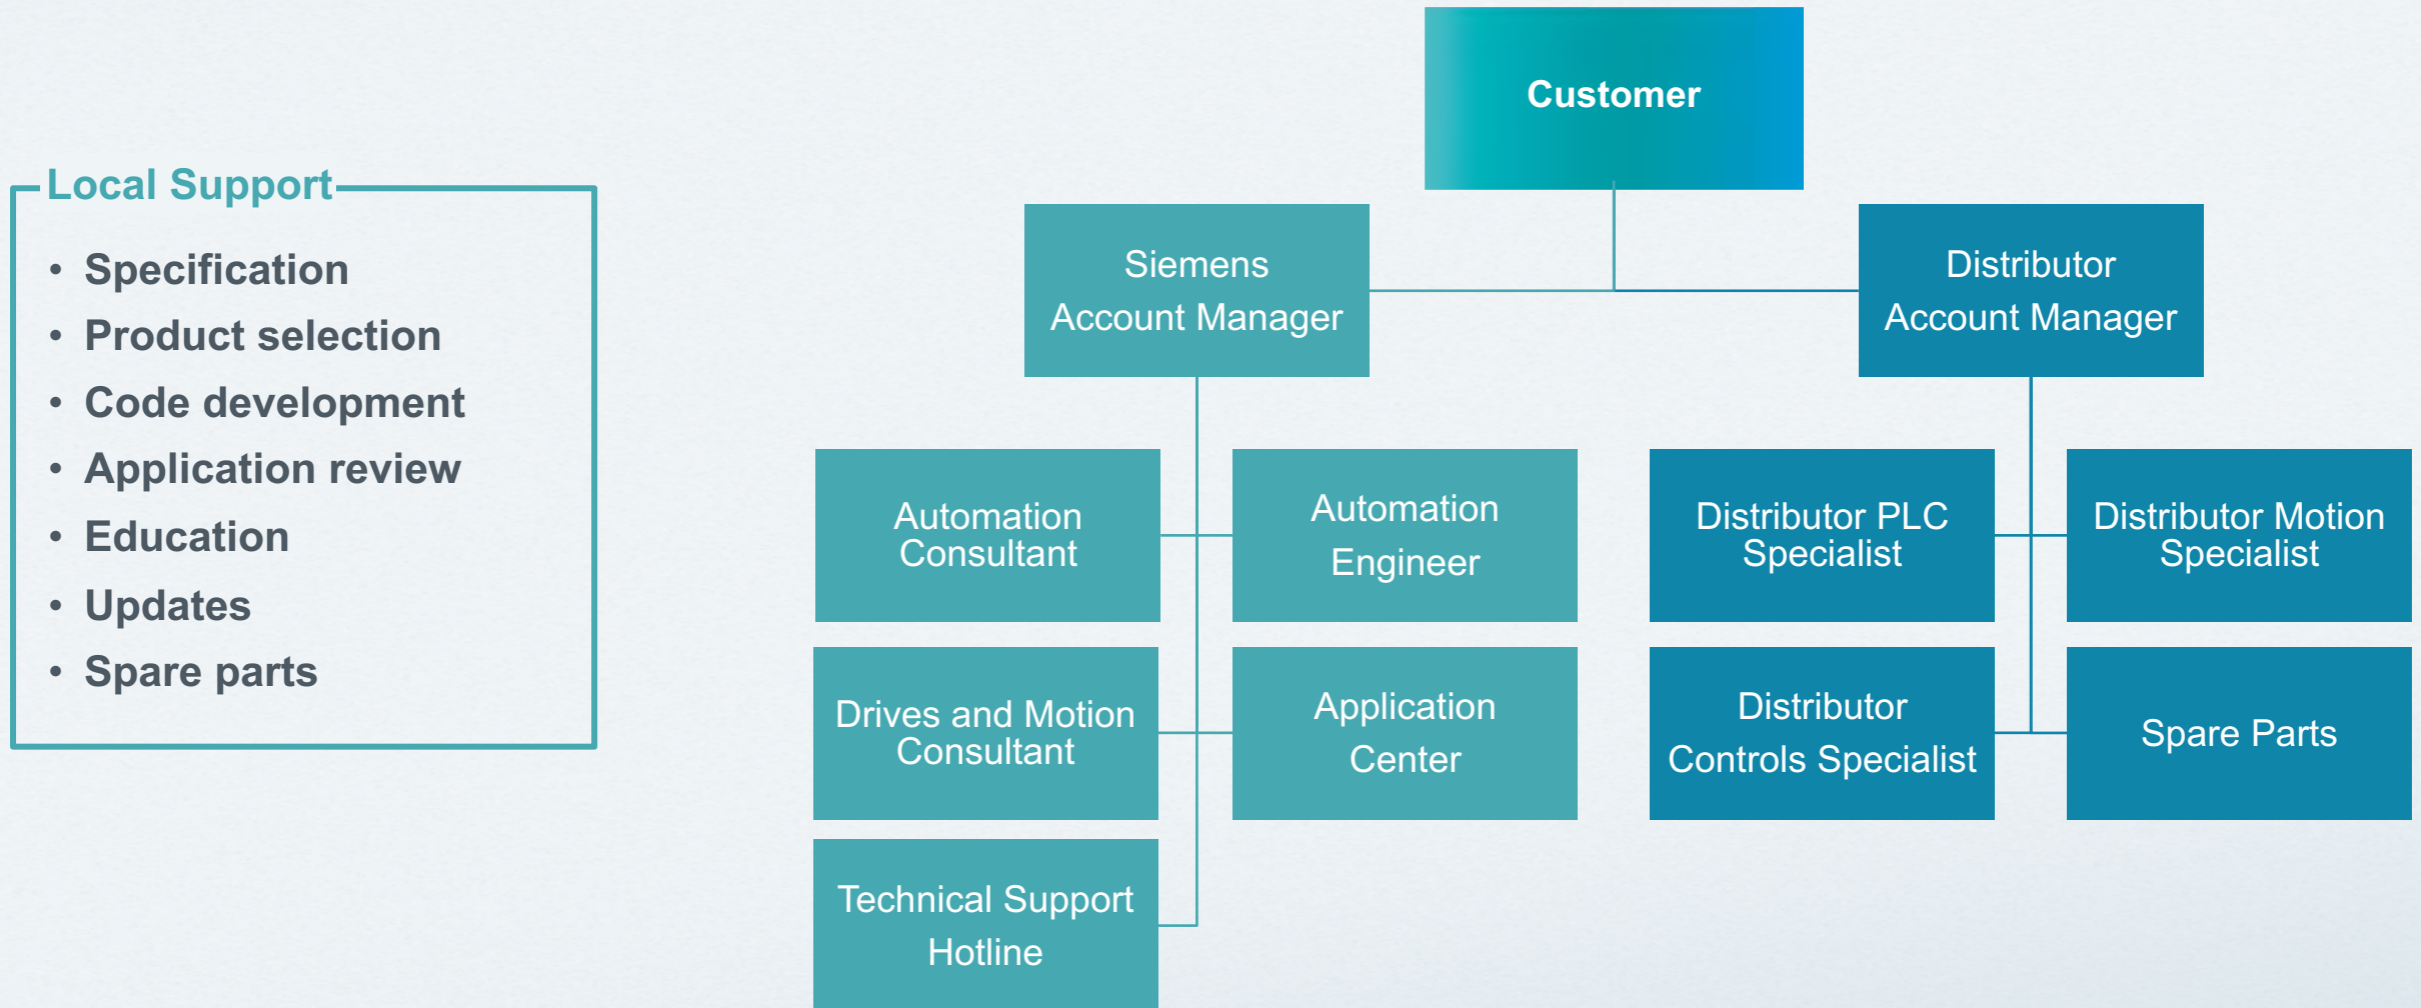 Customer
Local Support
• Specification
• Product selection
• Code development
• Application review
• Education
• Updates
• Spare parts
Siemens
Account Manager
Distributor
Account Manager
Automation
Consultant
Automation
Engineer
Distributor PLC
Specialist
Distributor Motion
Specialist
Drives and Motion
Consultant
Application
Center
Distributor
Controls Specialist
Spare Parts
Technical Support
Hotline